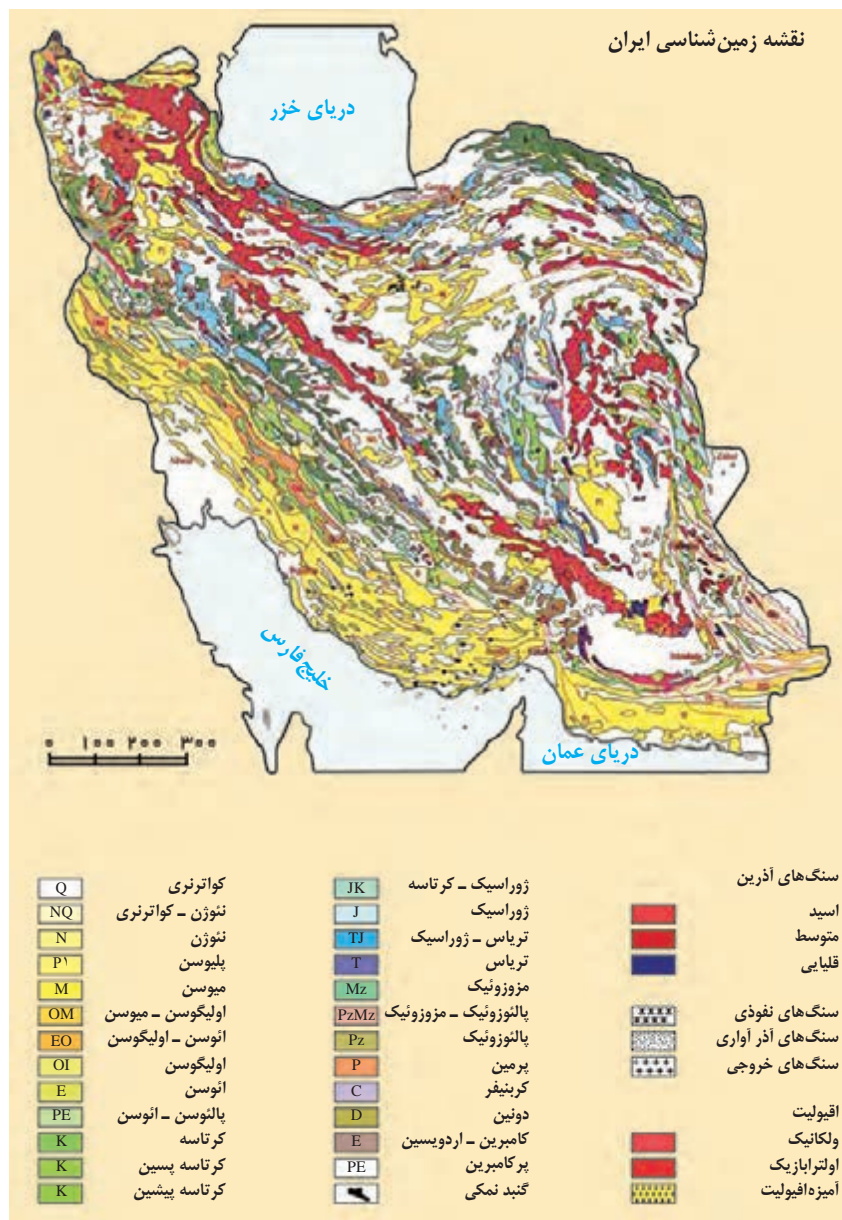 نقشه زمین‌شناسی ایران
دریای خزر
خلیج‌فارس
دریای عمان
۰ ۱۰۰ ۲۰۰ ۳۰۰
سنگ‌های آذرین
اسید
متوسط
قلیایی
سنگ‌های نفوذی
سنگ‌های آذر آواری
سنگ‌های خروجی
افیولیت
ولکانیک
اولترابازیک
آمیزه‌افیولیت
ژوراسیک ـ کرتاسه JK
ژوراسیک J
تریاس ـ ژوراسیک TJ
تریاس T
مزوزوئیک Mz
پالئوزوئیک ـ مزوزوئیک PzMz
پالئوزوئیک Pz
پرمین P
کربنیفر C
دونین D
کامبرین ـ اردویسین E
پرکامبرین PE
گنبد نمکی
کواترنری Q
نئوژن ـ کواترنری NQ
نئوژن N
پلیوسن P۱
میوسن M
اولیگوسن ـ میوسن OM
ائوسن ـ اولیگوسن EO
اولیگوسن OI
ائوسن E
پالئوسن ـ ائوسن PE
کرتاسه K
کرتاسه پسین K
کرتاسه پیشین K